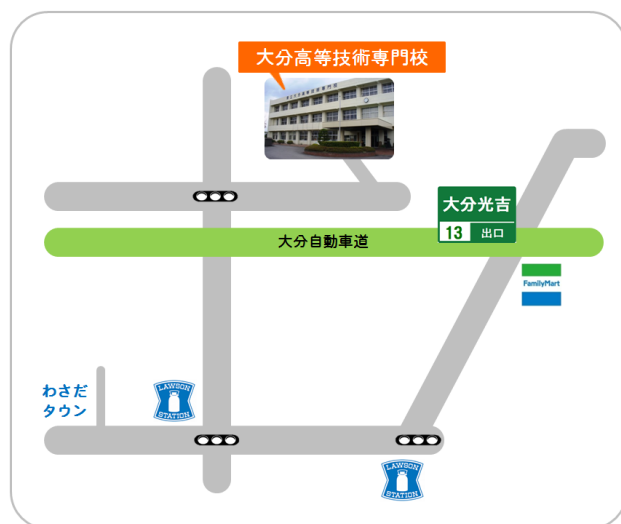 大分高等技術専門校
大分光吉
13 出口
大分自動車道
FamilyMart
わさだ
タウン
LAWSON
STATION
LAWSON
STATION